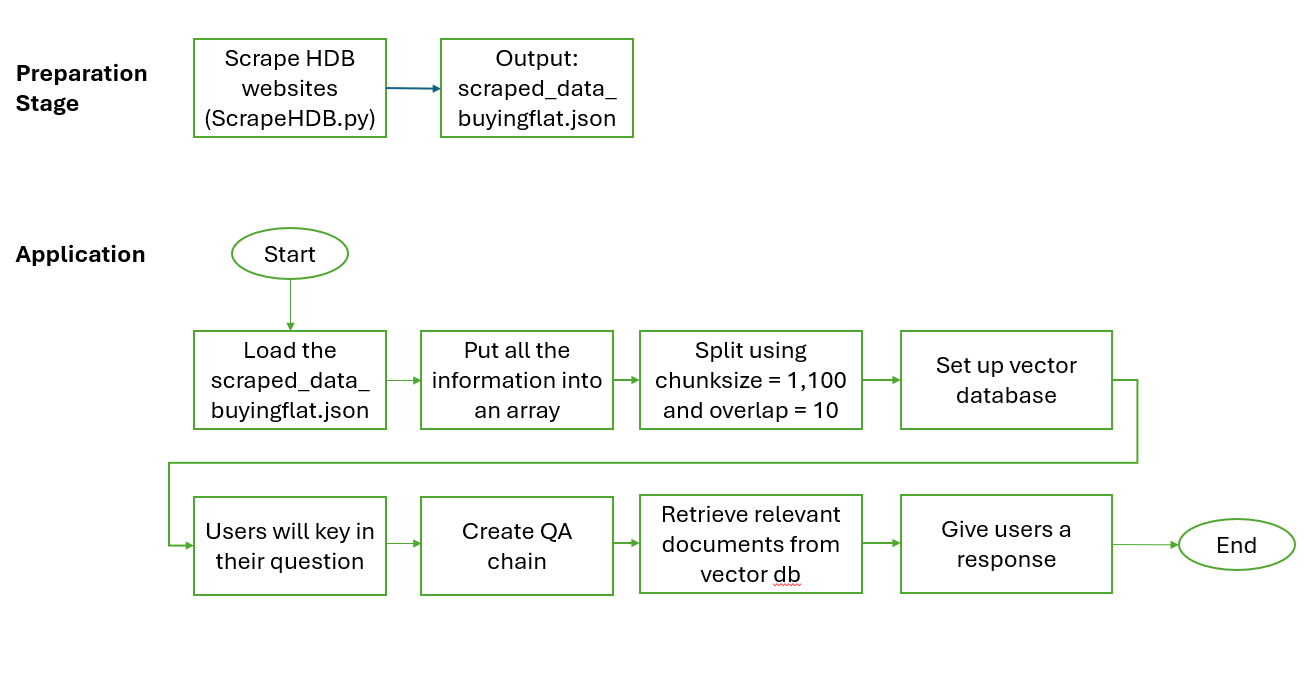 Preparation
Stage
Scrape HDB
websites
(ScrapeHDB.py)
Output:
scraped_data_
buyingflat.json
Application
Start
Load the
scraped_data_
buyingflat.json
Put all the
information into
an array
Split using
chunksize = 1,100
and overlap = 10
Set up vector
database
Users will key in
their question
Create QA
chain
Retrieve relevant
documents from
vector db
Give users a
response
End